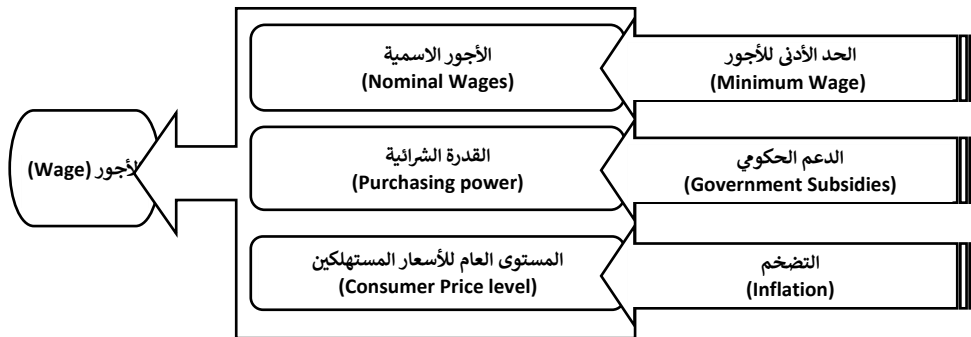 الحد الأدنى للأجور
(Minimum Wage)
الأجور الاسمية
(Nominal Wages)
الدعم الحكومي
(Government Subsidies)
القدرة الشرائية
(Purchasing power)
التضخم
(Inflation)
المستوى العام للأسعار المستهلكين
(Consumer Price level)
لأجور (Wage)